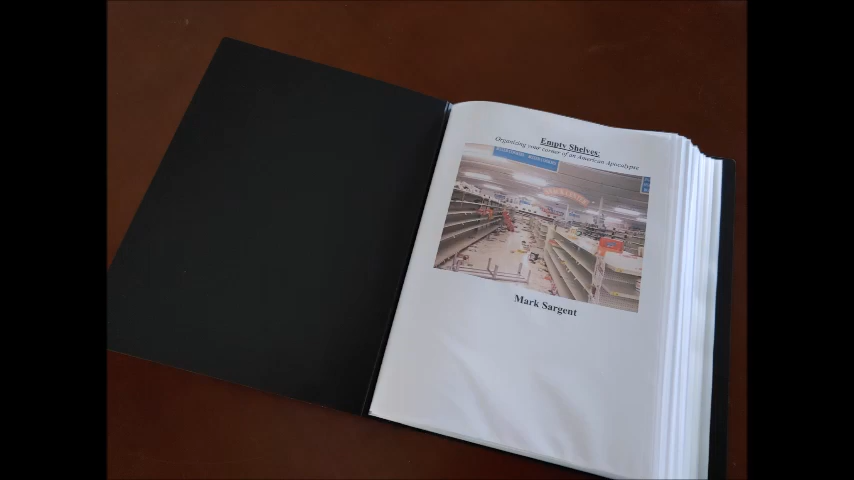 Empty Shelves:
Organizing your corner of an American Apocalypse
Mark Sargent